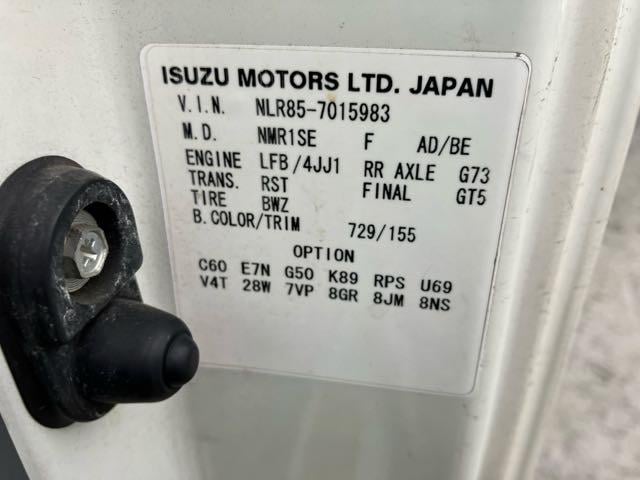 ISUZU MOTORS LTD. JAPAN
V.I.N. NLR85-7015983
M.D. NMR1SE F AD/BE
ENGINE LFB/4JJ1 RR AXLE G73
TRANS. RST FINAL GT5
TIRE BWZ
B.COLOR/TRIM 729/155
OPTION
C60 E7N G50 K89 RPS U69
V4T 28W 7VP 8GR 8JM 8NS